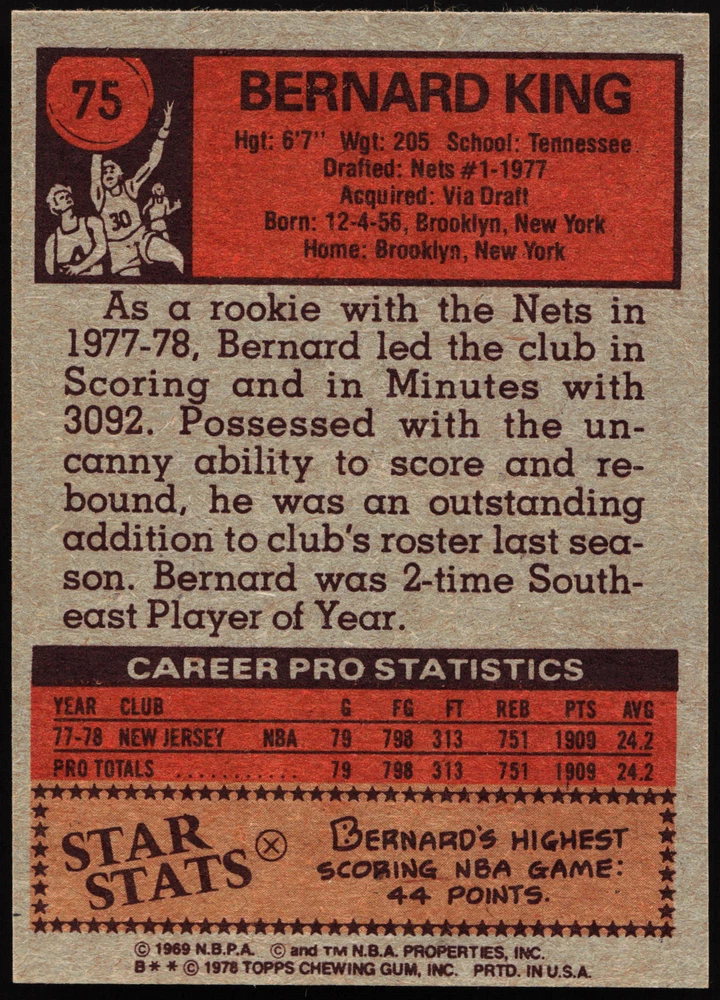 75
BERNARD KING
Hgt: 6'7" Wgt: 205 School: Tennessee
Drafted: Nets #1-1977
Acquired: Via Draft
Born: 12-4-56, Brooklyn, New York
Home: Brooklyn, New York
30
As a rookie with the Nets in
1977-78, Bernard led the club in
Scoring and in Minutes with
3092. Possessed with the un-
canny ability to score and re-
bound, he was an outstanding
addition to club's roster last sea-
son. Bernard was 2-time South-
east Player of Year.
CAREER PRO STATISTICS
YEAR CLUB G FG FT REB PTS AVG
77-78 NEW JERSEY NBA 79 798 313 751 1909 24.2
PRO TOTALS ........... 79 798 313 751 1909 24.2
STAR
STATS
BERNARD'S HIGHEST
SCORING NBA GAME:
44 POINTS.
© 1969 N.B.P.A. © and TM N.B.A. PROPERTIES, INC.
B* * © 1978 TOPPS CHEWING GUM, INC. PRTD. IN U.S.A.